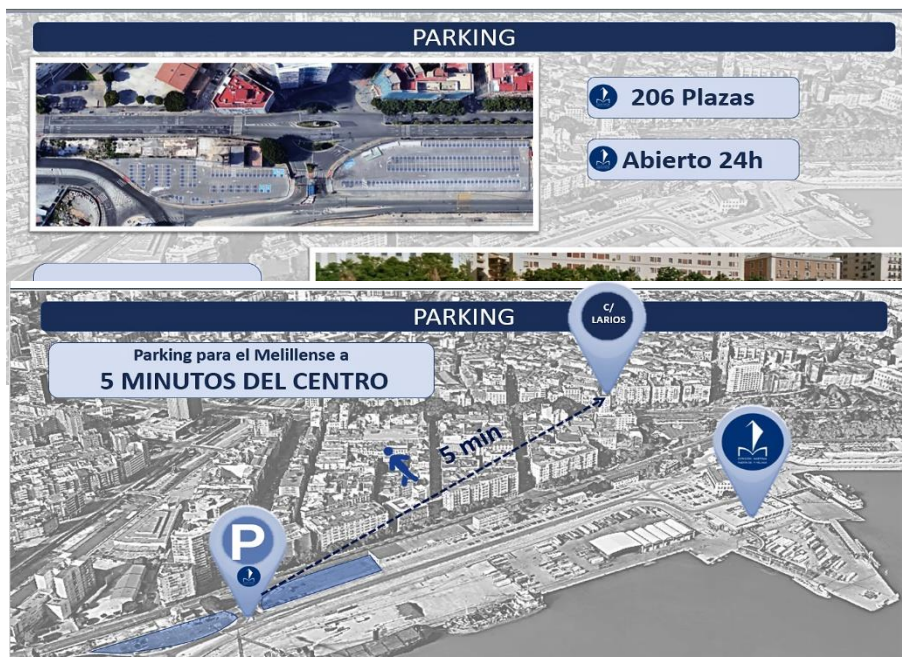 PARKING
206 Plazas
Abierto 24h
PARKING
C/
LARIOS
Parking para el Melillense a
5 MINUTOS DEL CENTRO
5 min
P